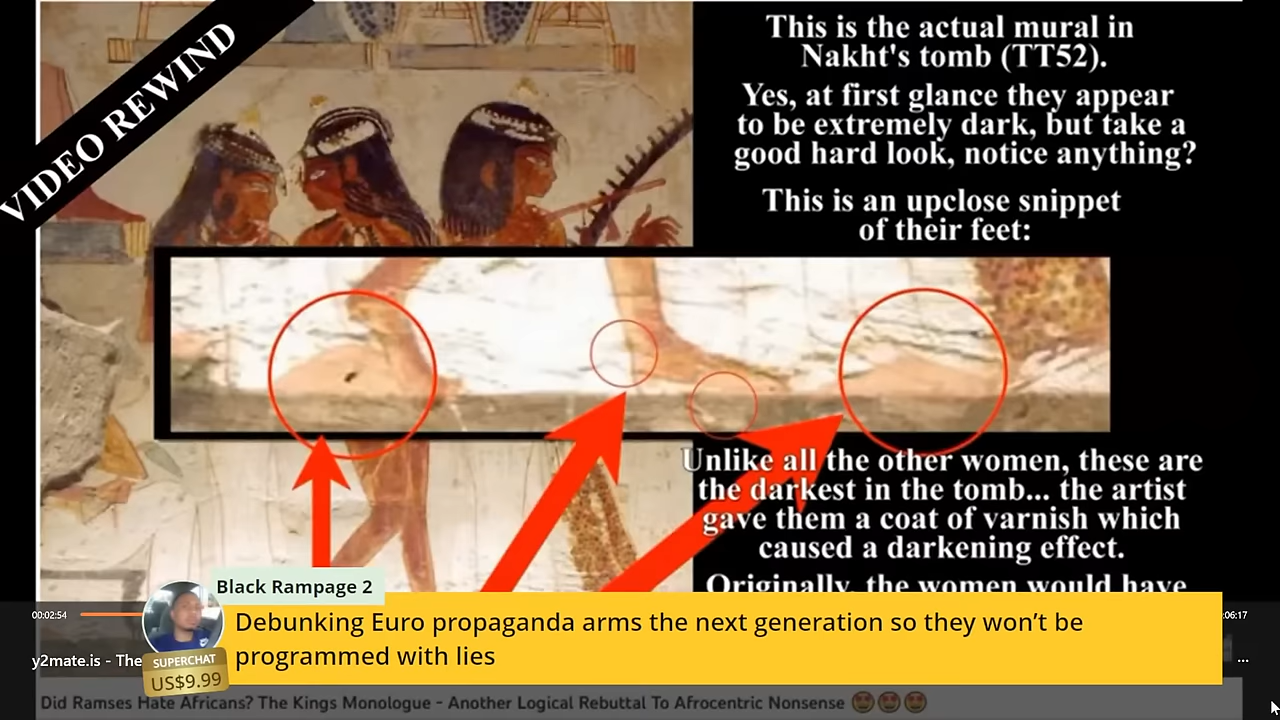 VIDEO REWIND
This is the actual mural in
Nakht's tomb (TT52).
Yes, at first glance they appear
to be extremely dark, but take a
good hard look, notice anything?
This is an upclose snippet
of their feet:
Unlike all the other women, these are
the darkest in the tomb... the artist
gave them a coat of varnish which
caused a darkening effect.
Originally, the women would have
Black Rampage 2
00:02:54
:06:17
Debunking Euro propaganda arms the next generation so they won't be
programmed with lies
y2mate.is - The
...
SUPERCHAT
US$9.99
Did Ramses Hate Africans? The Kings Monologue - Another Logical Rebuttal To Afrocentric Nonsense 😍😍😍